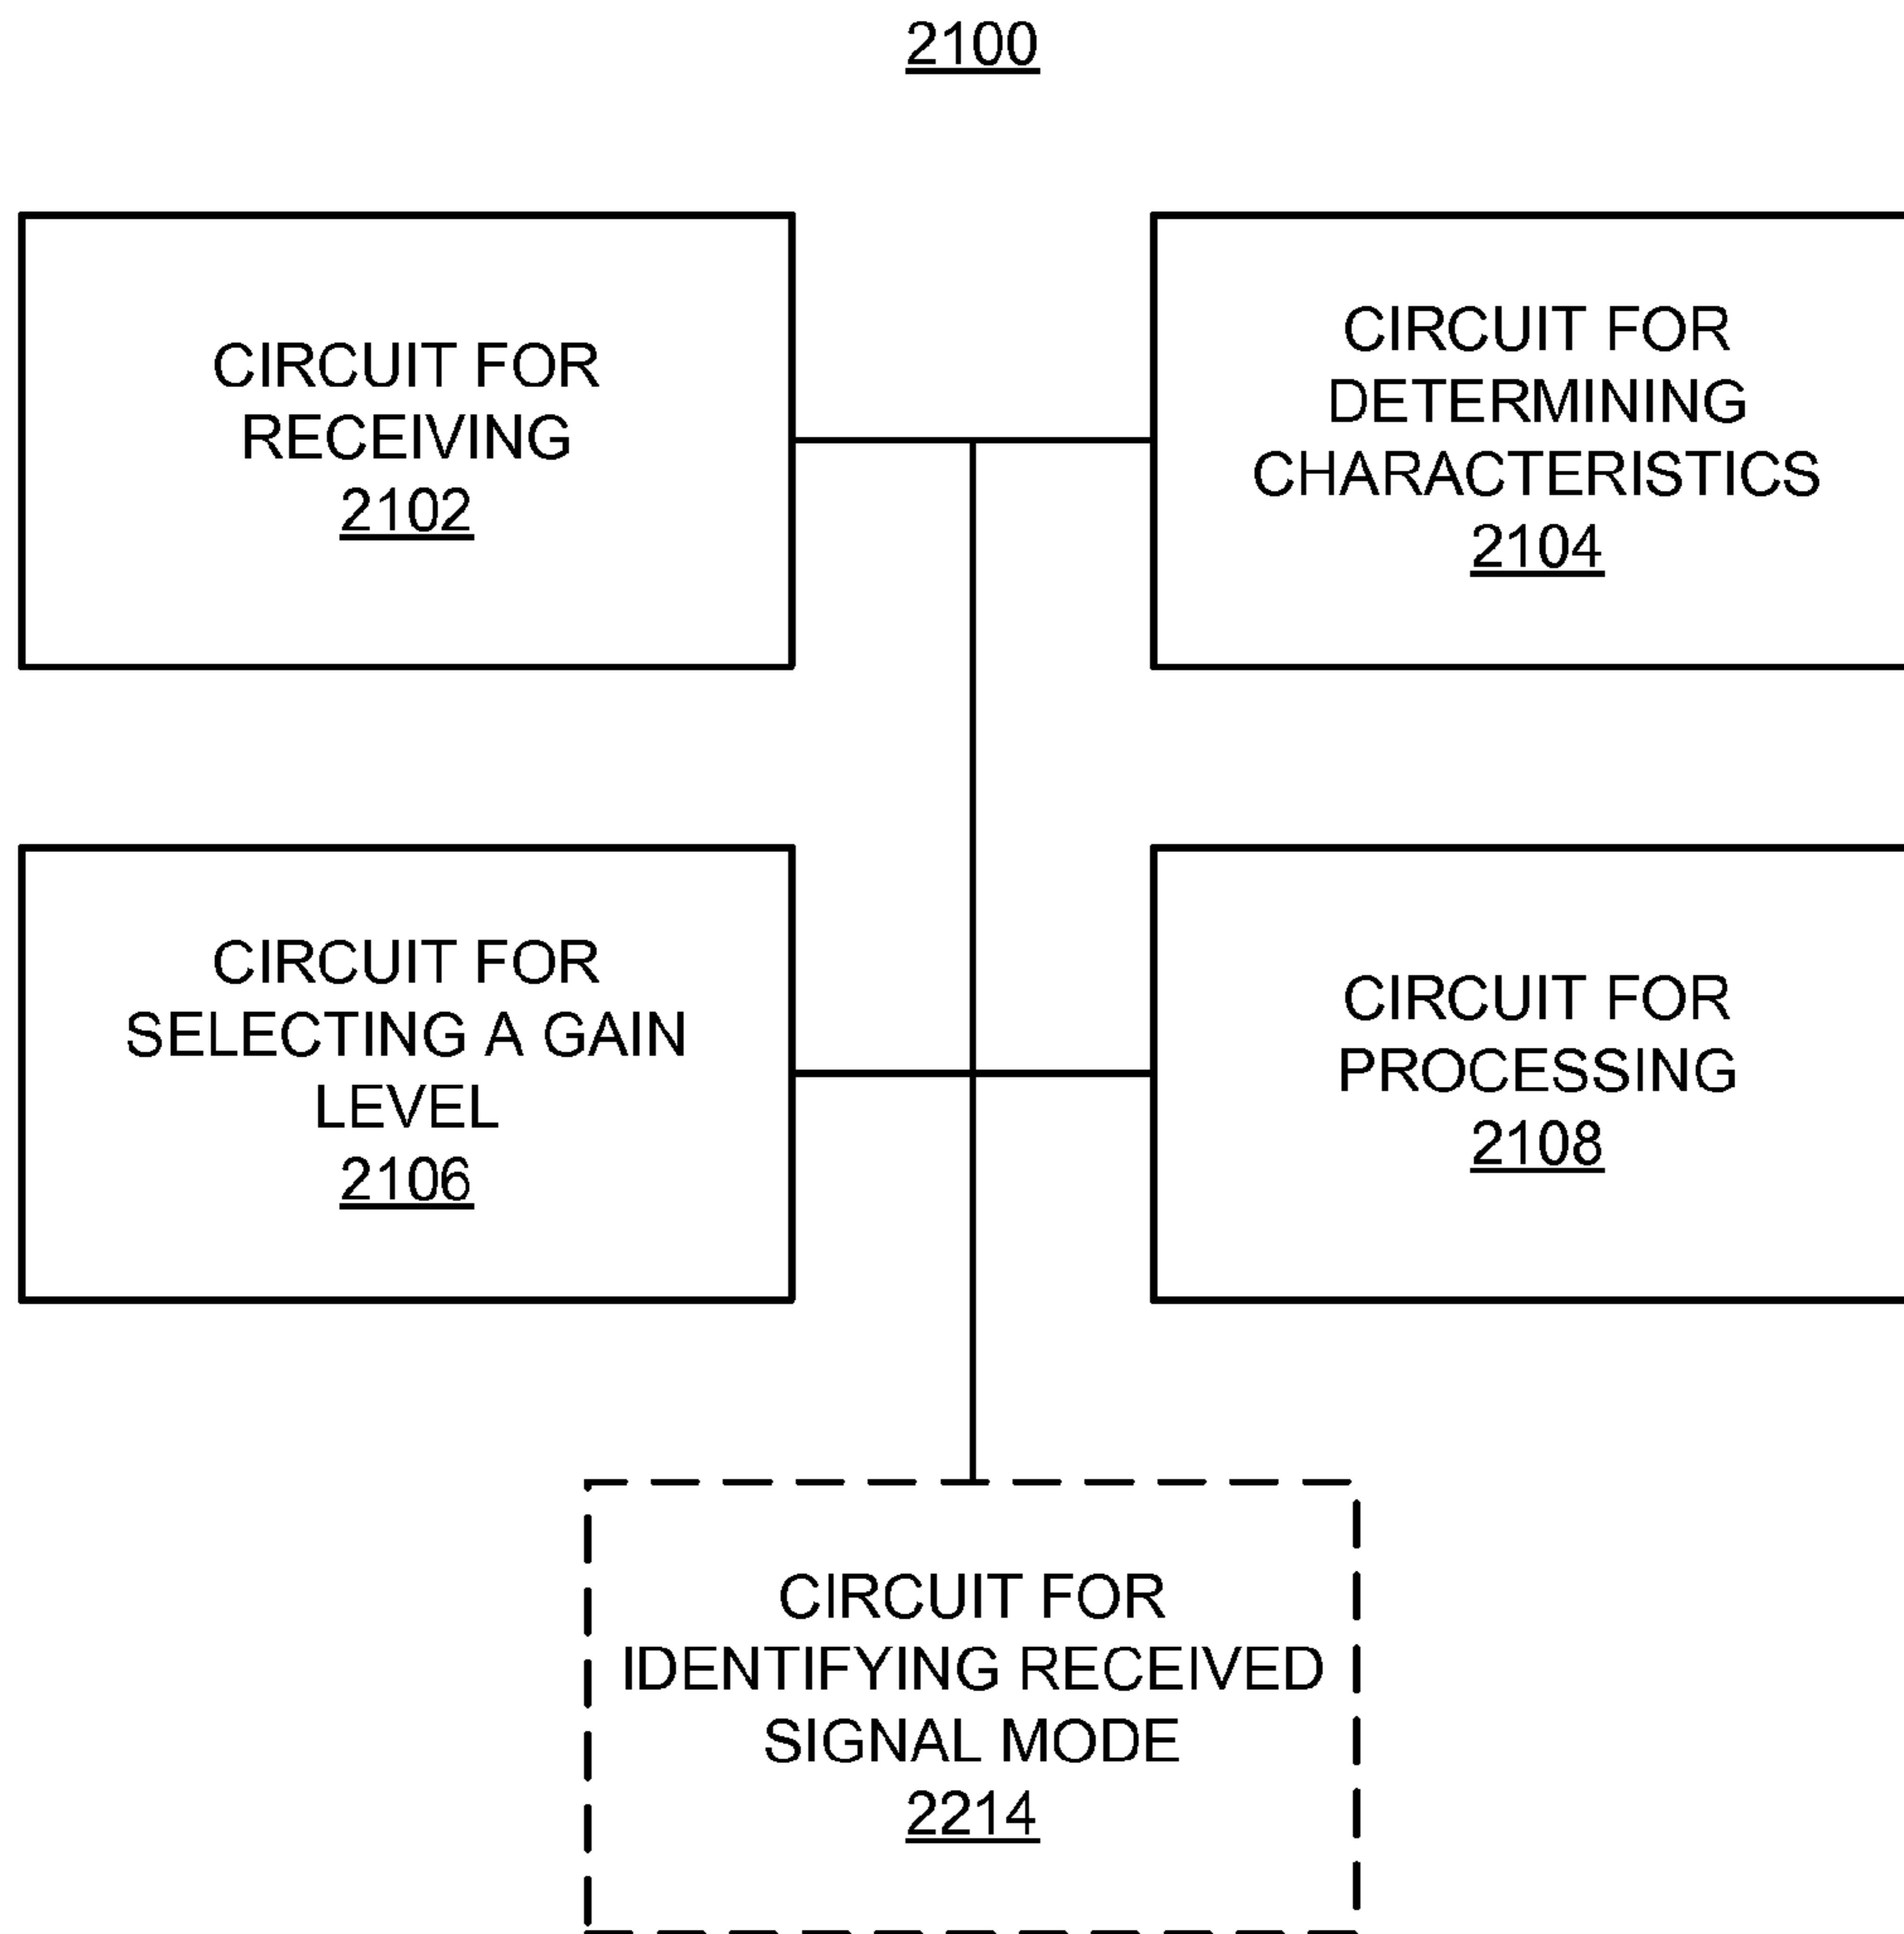 2100
CIRCUIT FOR
RECEIVING
2102
CIRCUIT FOR
DETERMINING
CHARACTERISTICS
2104
CIRCUIT FOR
SELECTING A GAIN
LEVEL
2106
CIRCUIT FOR
PROCESSING
2108
CIRCUIT FOR
IDENTIFYING RECEIVED
SIGNAL MODE
2214